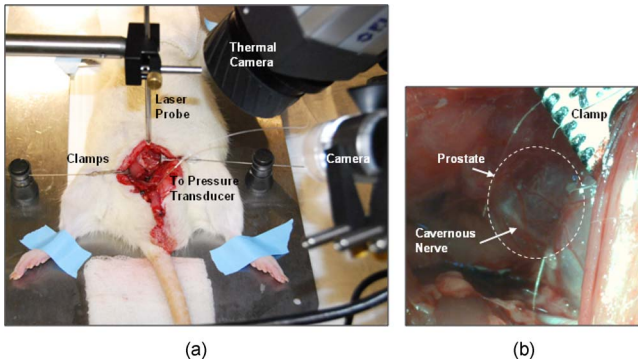 Thermal
Camera
Laser
Probe
Clamps
Camera
To Pressure
Transducer
Clamp
Prostate
Cavernous
Nerve
(a)
(b)